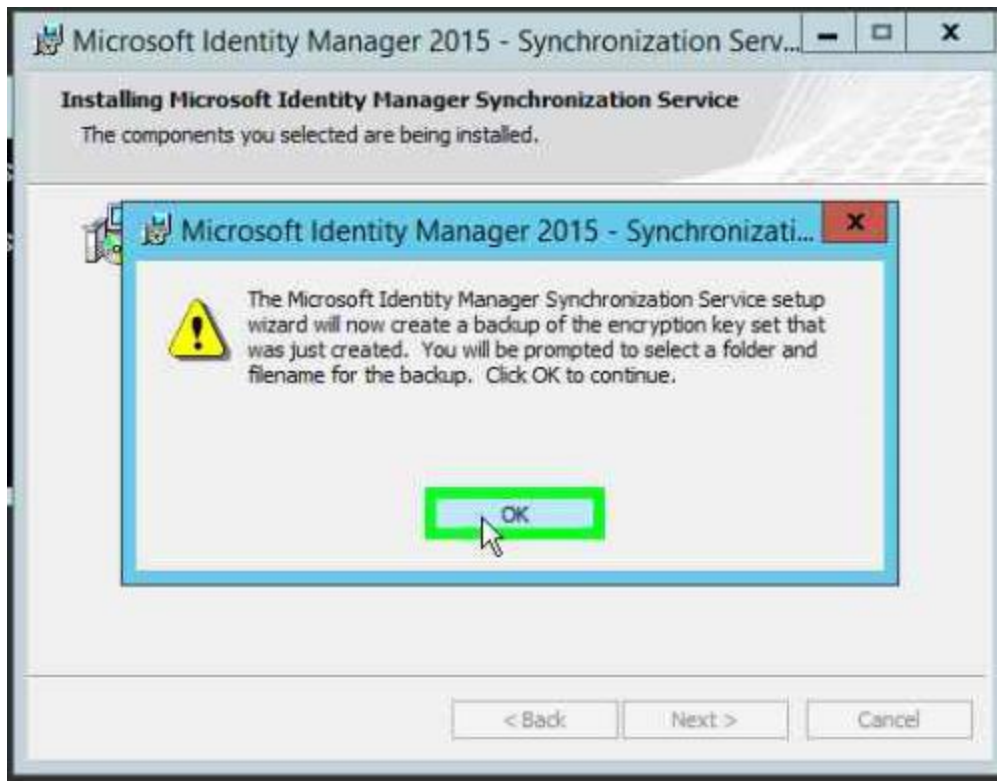 Microsoft Identity Manager 2015 - Synchronization Serv...
x
Installing Microsoft Identity Manager Synchronization Service
The components you selected are being installed.
Microsoft Identity Manager 2015 - Synchronizati...
x
The Microsoft Identity Manager Synchronization Service setup
wizard will now create a backup of the encryption key set that
was just created. You will be prompted to select a folder and
filename for the backup. Click OK to continue.
OK
< Back
Next >
Cancel